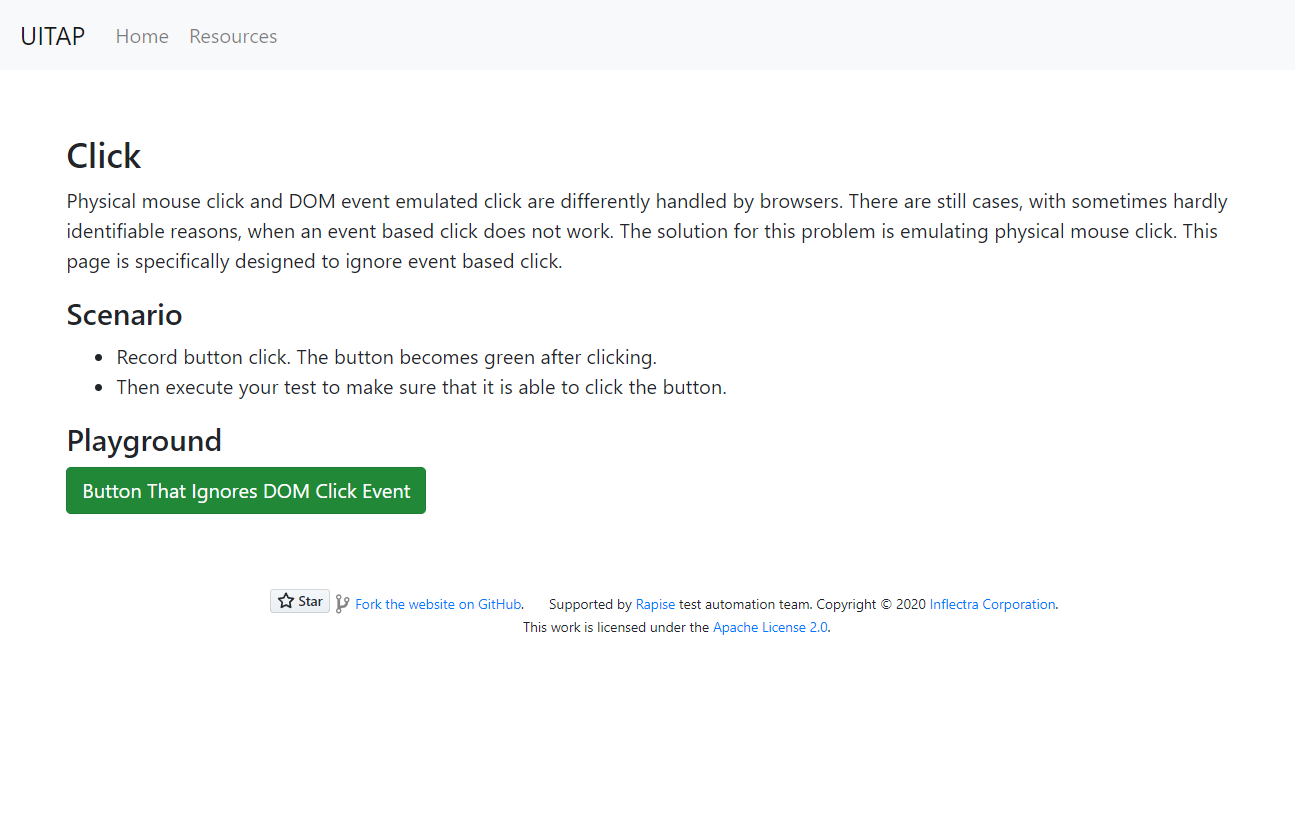 UITAP Home Resources
Click
Physical mouse click and DOM event emulated click are differently handled by browsers. There are still cases, with sometimes hardly
identifiable reasons, when an event based click does not work. The solution for this problem is emulating physical mouse click. This
page is specifically designed to ignore event based click.
Scenario
Record button click. The button becomes green after clicking.
Then execute your test to make sure that it is able to click the button.
Playground
Button That Ignores DOM Click Event
Star Fork the website on GitHub. Supported by Rapise test automation team. Copyright © 2020 Inflectra Corporation.
This work is licensed under the Apache License 2.0.